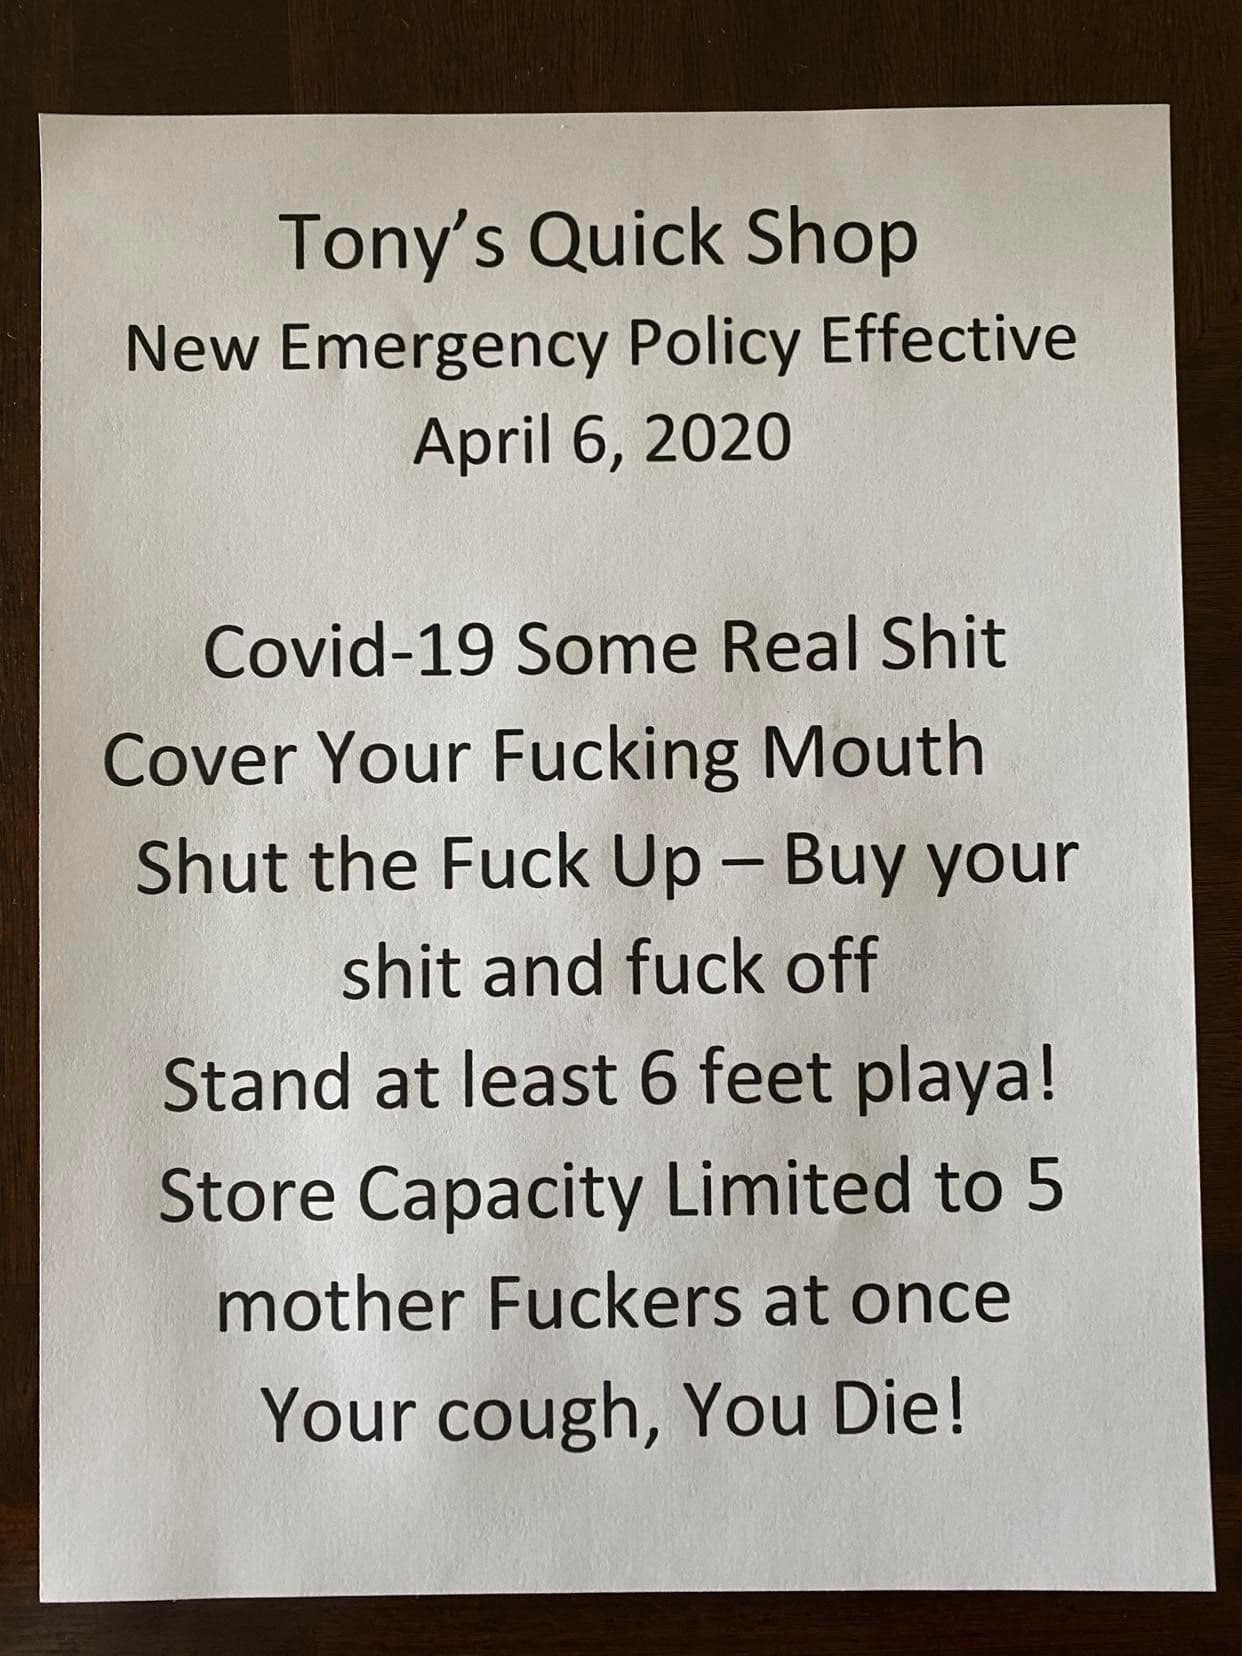 Tony’s Quick Shop
New Emergency Policy Effective
April 6, 2020
Covid-19 Some Real Shit
Cover Your Fucking Mouth
Shut the Fuck Up – Buy your
shit and fuck off
Stand at least 6 feet playa!
Store Capacity Limited to 5
mother Fuckers at once
Your cough, You Die!